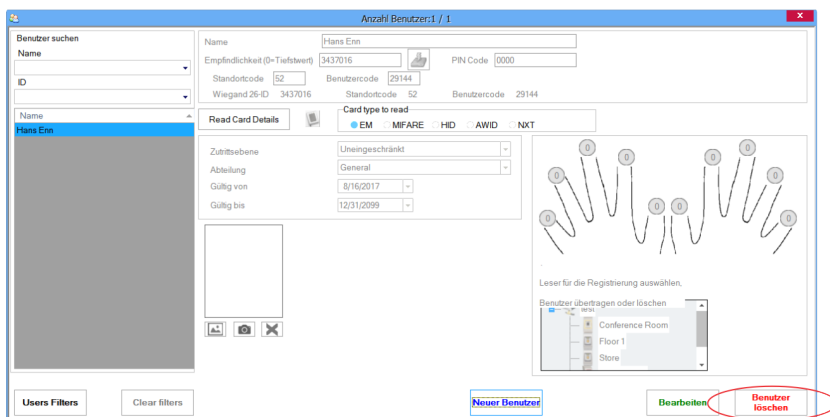 Anzahl Benutzer:1 / 1
x
Benutzer suchen
Name
ID
Name
Hans Enn
Name Hans Enn
Empfindlichkeit (0=Tiefstwert) 3437016 PIN Code 0000
Standortcode 52 Benutzercode 29144
Wiegand 26-ID 3437016 Standortcode 52 Benutzercode 29144
Read Card Details
Card type to read
EM MIFARE HID AWID NXT
Zutrittsebene Uneingeschränkt
Abteilung General
Gültig von 8/16/2017
Gültig bis 12/31/2099
0 0
0 0 0 0
0 0
0 0
Leser für die Registrierung auswählen,
Benutzer übertragen oder löschen
test
Conference Room
Floor 1
Store
Users Filters Clear filters Neuer Benutzer Bearbeiten Benutzer
löschen